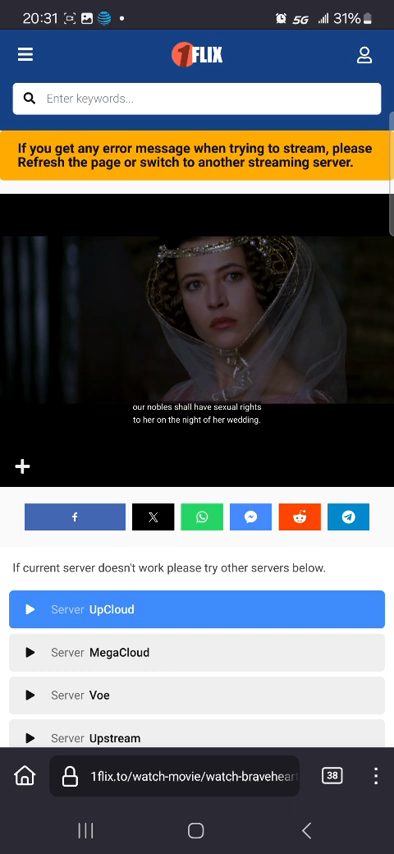 20:31 5G 31%
1FLIX
Enter keywords...
If you get any error message when trying to stream, please
Refresh the page or switch to another streaming server.
our nobles shall have sexual rights
to her on the night of her wedding.
If current server doesn't work please try other servers below.
Server UpCloud
Server MegaCloud
Server Voe
Server Upstream
1flix.to/watch-movie/watch-braveheart
38